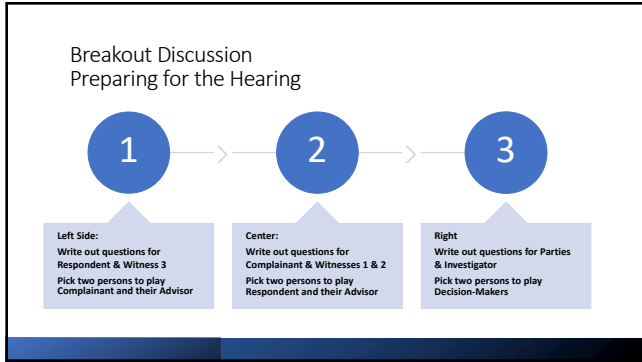 Breakout Discussion
Preparing for the Hearing
1
2
3
Left Side:
Write out questions for
Respondent & Witness 3
Pick two persons to play
Complainant and their Advisor
Center:
Write out questions for
Complainant & Witnesses 1 & 2
Pick two persons to play
Respondent and their Advisor
Right
Write out questions for Parties
& Investigator
Pick two persons to play
Decision-Makers